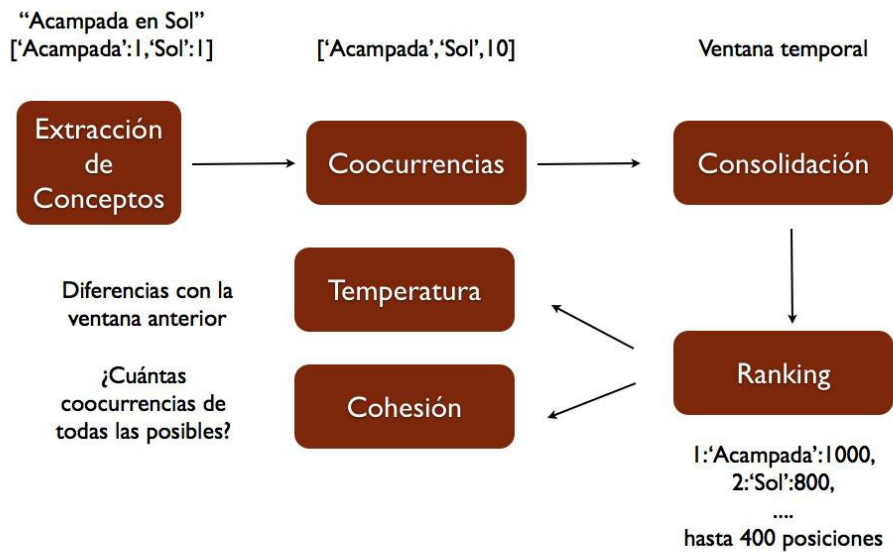 “Acampada en Sol”
[‘Acampada’:1,‘Sol’:1]
[‘Acampada’,‘Sol’,10]
Ventana temporal
Extracción
de
Conceptos
Coocurrencias
Consolidación
Diferencias con la
ventana anterior
Temperatura
¿Cuántas
coocurrencias de
todas las posibles?
Cohesión
Ranking
1:‘Acampada’:1000,
2:‘Sol’:800,
....
hasta 400 posiciones